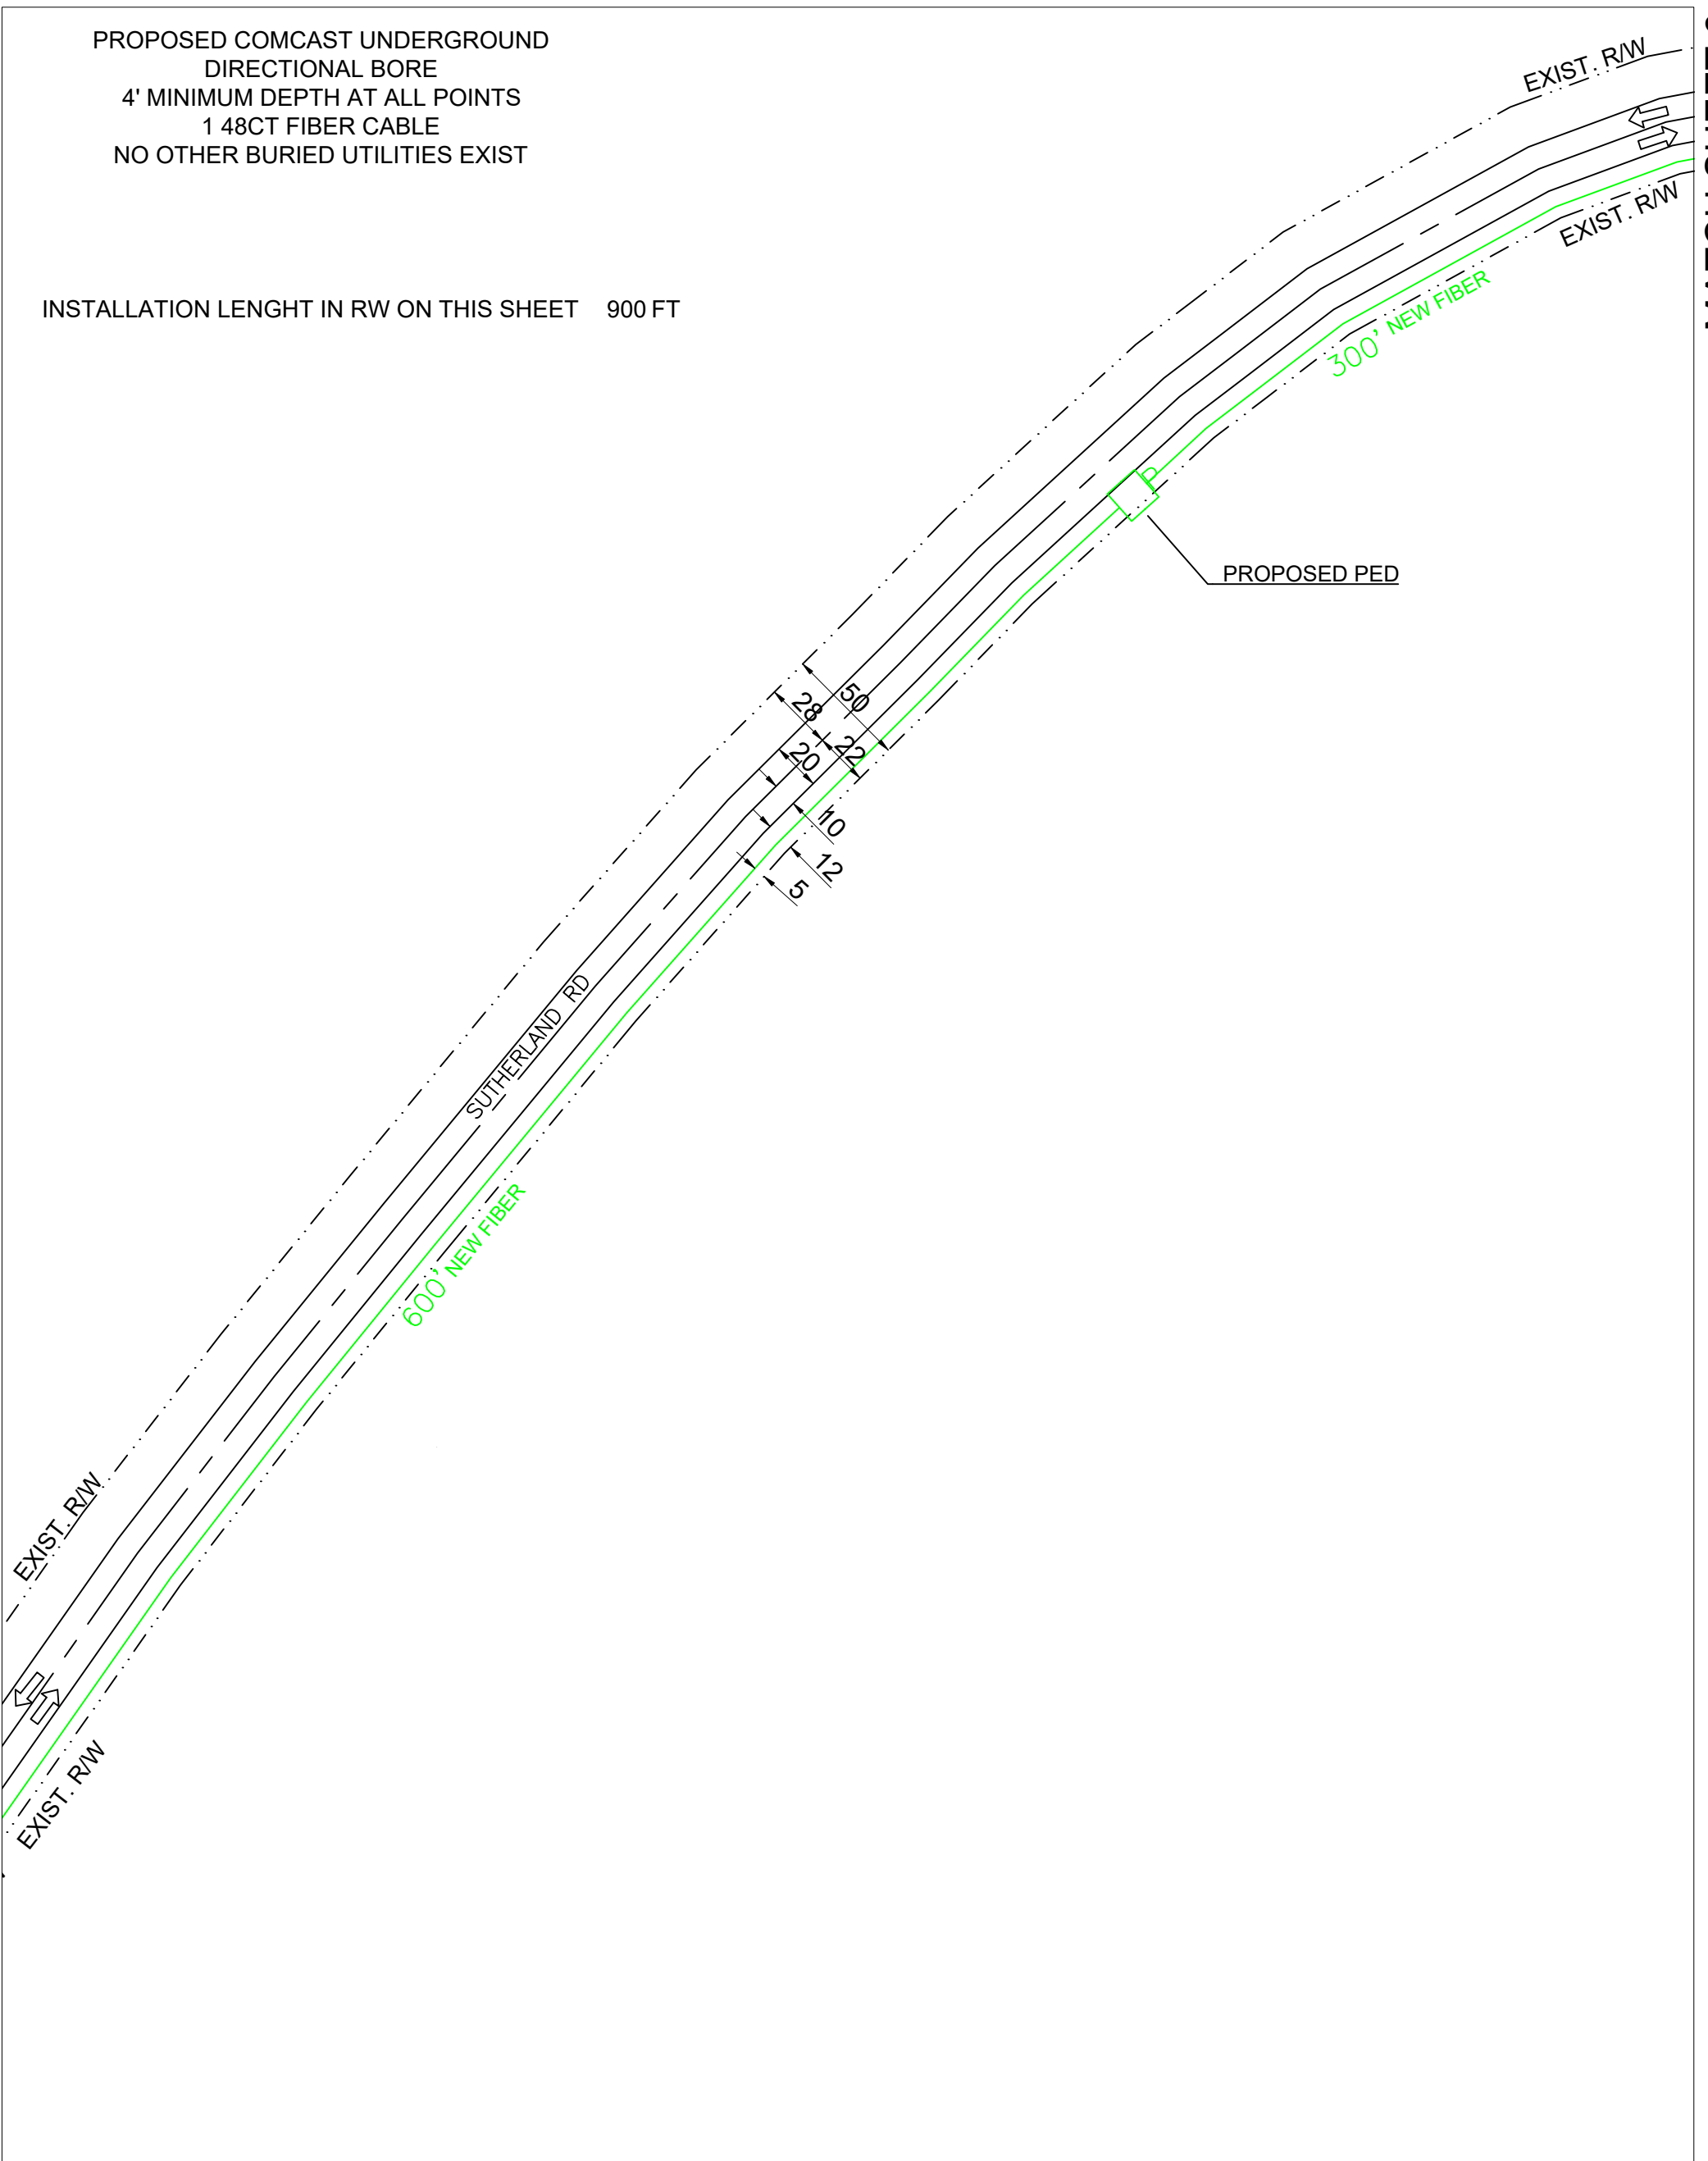 PROPOSED COMCAST UNDERGROUND
DIRECTIONAL BORE
4' MINIMUM DEPTH AT ALL POINTS
1 48CT FIBER CABLE
NO OTHER BURIED UTILITIES EXIST
INSTALLATION LENGHT IN RW ON THIS SHEET 900 FT
EXIST. R/W
EXIST. R/W
300' NEW FIBER
P
PROPOSED PED
50
28
22
20
10
12
5
SUTHERLAND RD
600' NEW FIBER
EXIST. R/W
EXIST. R/W